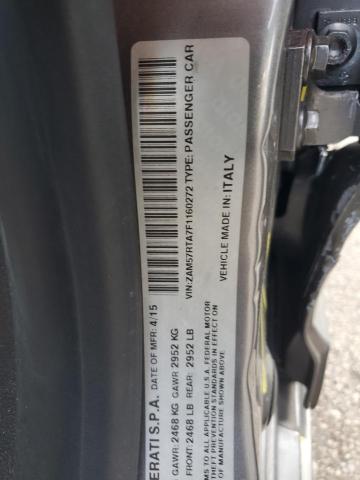 ERATI S.P.A. DATE OF MFR: 4/15
GAWR: 2468 KG GAWR 2952 KG
FRONT: 2468 LB REAR: 2952 LB
MS TO ALL APPLICABLE U.S.A. FEDERAL MOTOR
THEFT PREVENTION STANDARDS IN EFFECT ON
MANUFACTURE SHOWN ABOVE.
VIN: ZAM57RTA7F1160272 TYPE: PASSENGER CAR
VEHICLE MADE IN: ITALY